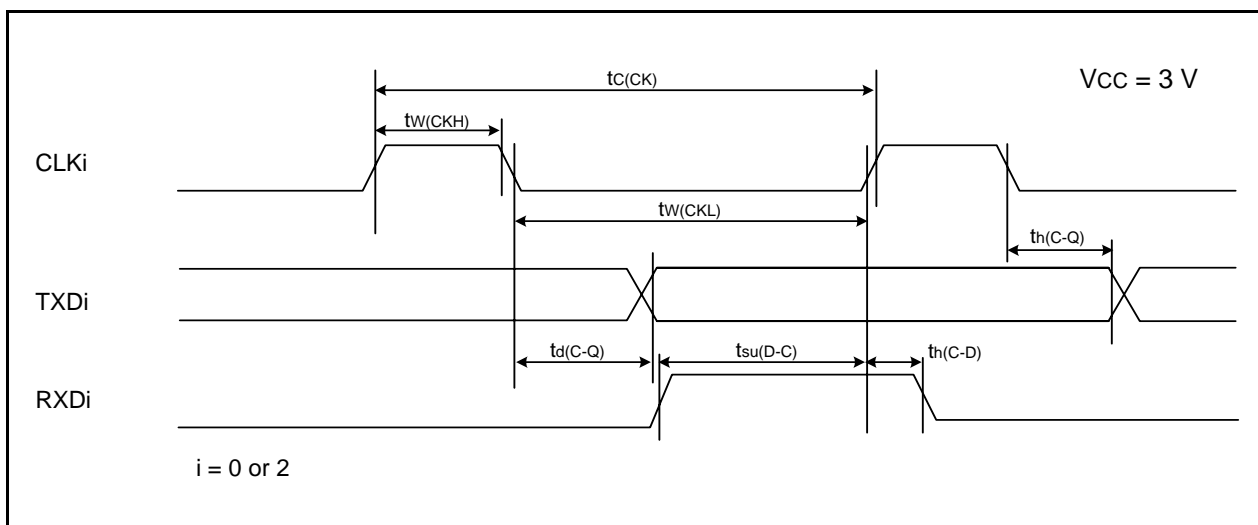 tC(CK)
VCC = 3 V
tW(CKH)
CLKi
tW(CKL)
th(C-Q)
TXDi
td(C-Q)
tsu(D-C)
th(C-D)
RXDi
i = 0 or 2